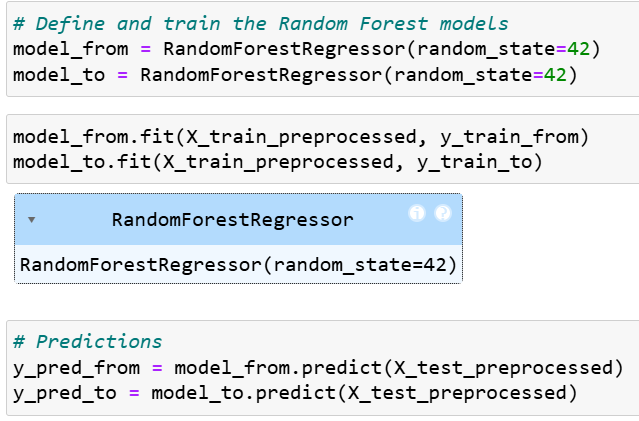 # Define and train the Random Forest models
model_from = RandomForestRegressor(random_state=42)
model_to = RandomForestRegressor(random_state=42)
model_from.fit(X_train_preprocessed, y_train_from)
model_to.fit(X_train_preprocessed, y_train_to)
▾ RandomForestRegressor i ?
RandomForestRegressor(random_state=42)
# Predictions
y_pred_from = model_from.predict(X_test_preprocessed)
y_pred_to = model_to.predict(X_test_preprocessed)